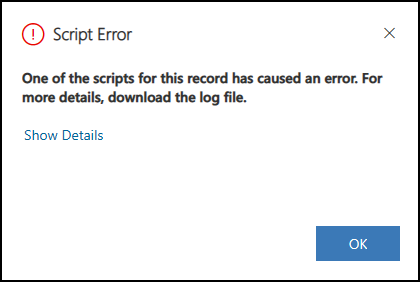 Script Error
One of the scripts for this record has caused an error. For
more details, download the log file.
Show Details
OK